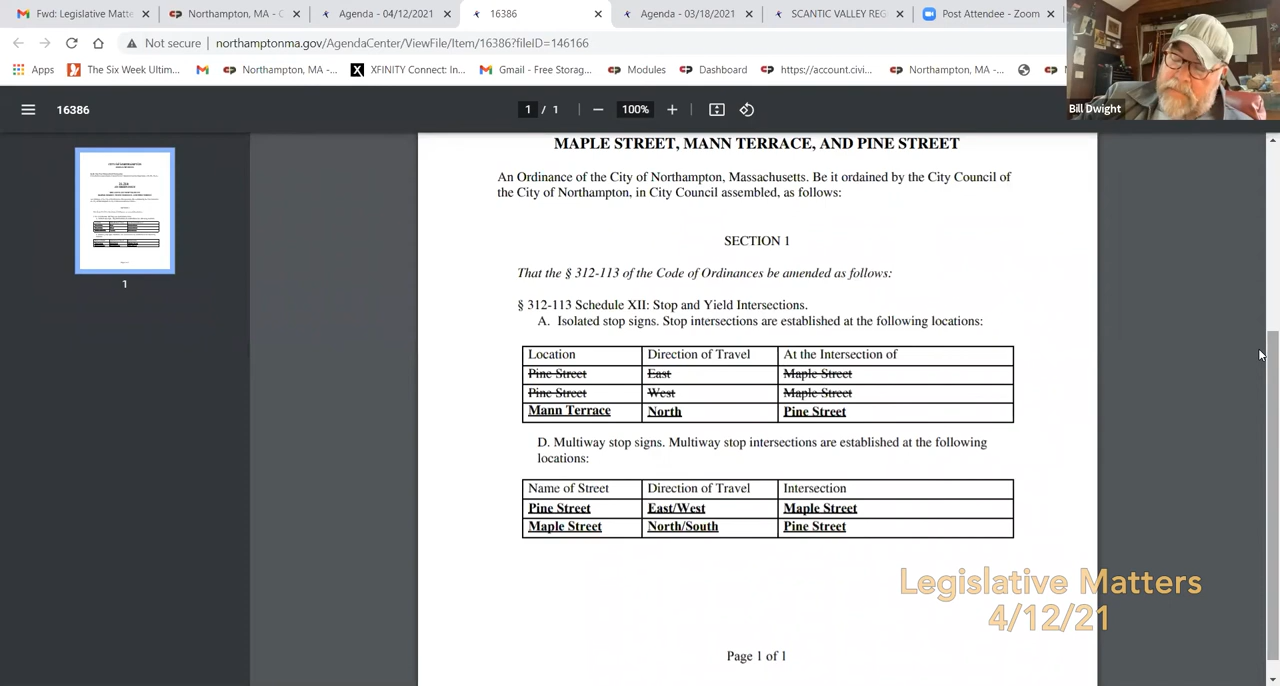 Fwd: Legislative Matte
Northampton, MA - C
Agenda - 04/12/2021
16386
Agenda - 03/18/2021
SCANTIC VALLEY REG
Post Attendee - Zoom
Not secure
northamptonma.gov/AgendaCenter/ViewFile/Item/16386?fileID=146166
Apps
The Six Week Ultim...
Northampton, MA -...
XFINITY Connect: In...
Gmail - Free Storag...
Modules
Dashboard
https://account.civi...
Northampton, MA -...
Bill Dwight
16386
1 / 1
100%
1
MAPLE STREET, MANN TERRACE, AND PINE STREET
An Ordinance of the City of Northampton, Massachusetts. Be it ordained by the City Council of
the City of Northampton, in City Council assembled, as follows:
SECTION 1
That the § 312-113 of the Code of Ordinances be amended as follows:
§ 312-113 Schedule XII: Stop and Yield Intersections.
A. Isolated stop signs. Stop intersections are established at the following locations:
Location Direction of Travel At the Intersection of
Pine Street East Maple Street
Pine Street West Maple Street
Mann Terrace North Pine Street
D. Multiway stop signs. Multiway stop intersections are established at the following
locations:
Name of Street Direction of Travel Intersection
Pine Street East/West Maple Street
Maple Street North/South Pine Street
Page 1 of 1
Legislative Matters
4/12/21